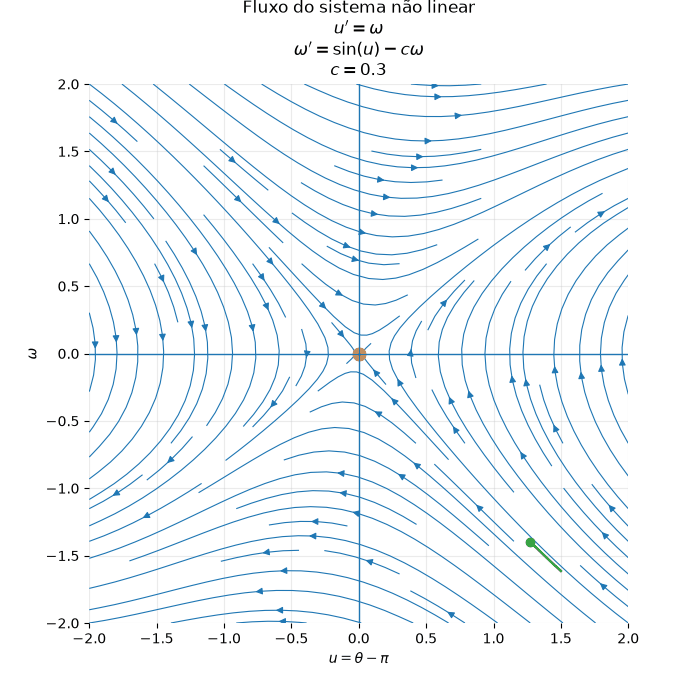 Fluxo do sistema não linear
u′ = ω
ω′ = sin(u) − cω
c = 0.3
2.0
1.5
1.0
0.5
0.0
−0.5
−1.0
−1.5
−2.0
ω
−2.0 −1.5 −1.0 −0.5 0.0 0.5 1.0 1.5 2.0
u = θ − π